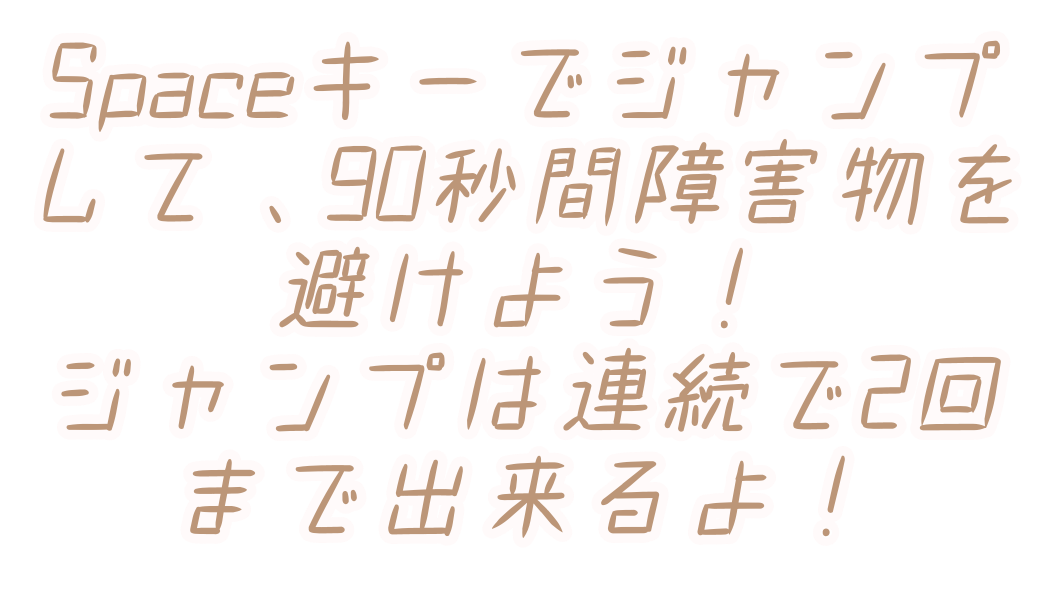 Spaceキーでジャンプ
して、90秒間障害物を
避けよう！
ジャンプは連続で2回
まで出来るよ！